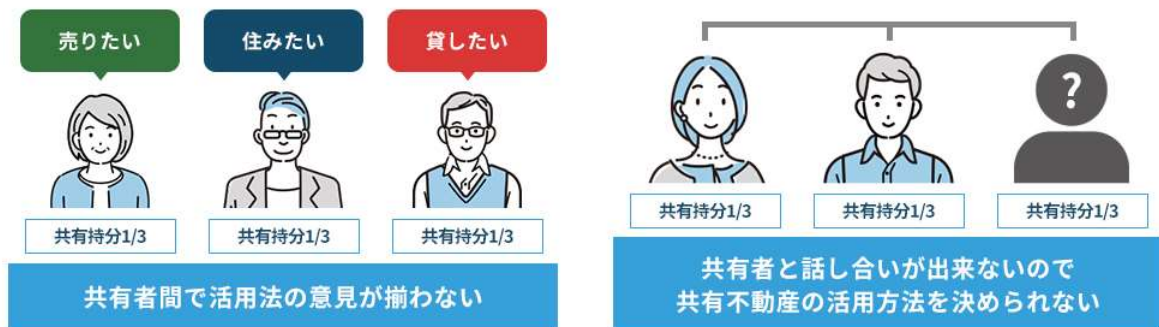 売りたい
住みたい
貸したい
共有持分1/3
共有持分1/3
共有持分1/3
共有者間で活用法の意見が揃わない
?
共有持分1/3
共有持分1/3
共有持分1/3
共有者と話し合いが出来ないので
共有不動産の活用方法を決められない